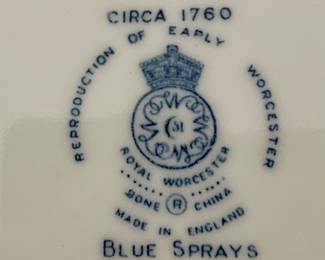 CIRCA 1760
REPRODUCTION OF EARLY WORCESTER
51
ROYAL WORCESTER
BONE ® CHINA
MADE IN ENGLAND
BLUE SPRAYS